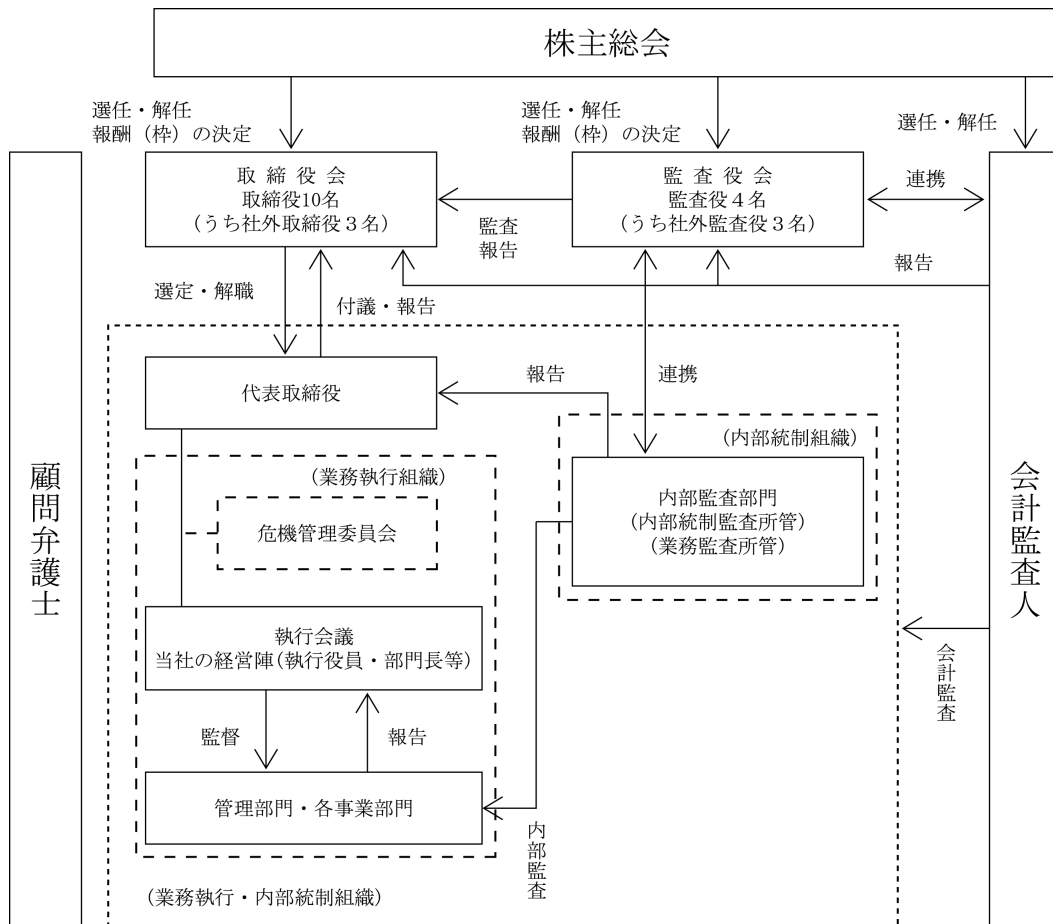 株主総会
選任・解任
報酬（枠）の決定
選任・解任
報酬（枠）の決定
選任・解任
取締役会
取締役10名
（うち社外取締役３名）
監査役会
監査役４名
（うち社外監査役３名）
連携
監査
報告
報告
選定・解職
付議・報告
代表取締役
報告
連携
（内部統制組織）
内部監査部門
（内部統制監査所管）
（業務監査所管）
（業務執行組織）
危機管理委員会
顧問弁護士
会計監査人
執行会議
当社の経営陣（執行役員・部門長等）
会計監査
監督
報告
管理部門・各事業部門
内部監査
（業務執行・内部統制組織）